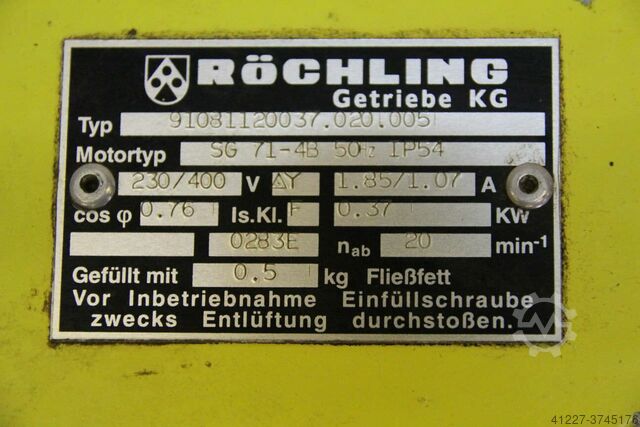 RÖCHLING
Getriebe KG
Typ 91081120037.020.005
Motortyp SG 71-4B 50Hz IP54
230/400 V ΔY 1.85/1.07 A
cos φ 0.76 Is.Kl. F 0.37 KW
0283E nab 20 min-1
Gefüllt mit 0.5 kg Fließfett
Vor Inbetriebnahme Einfüllschraube
zwecks Entlüftung durchstoßen.
41227-3745176